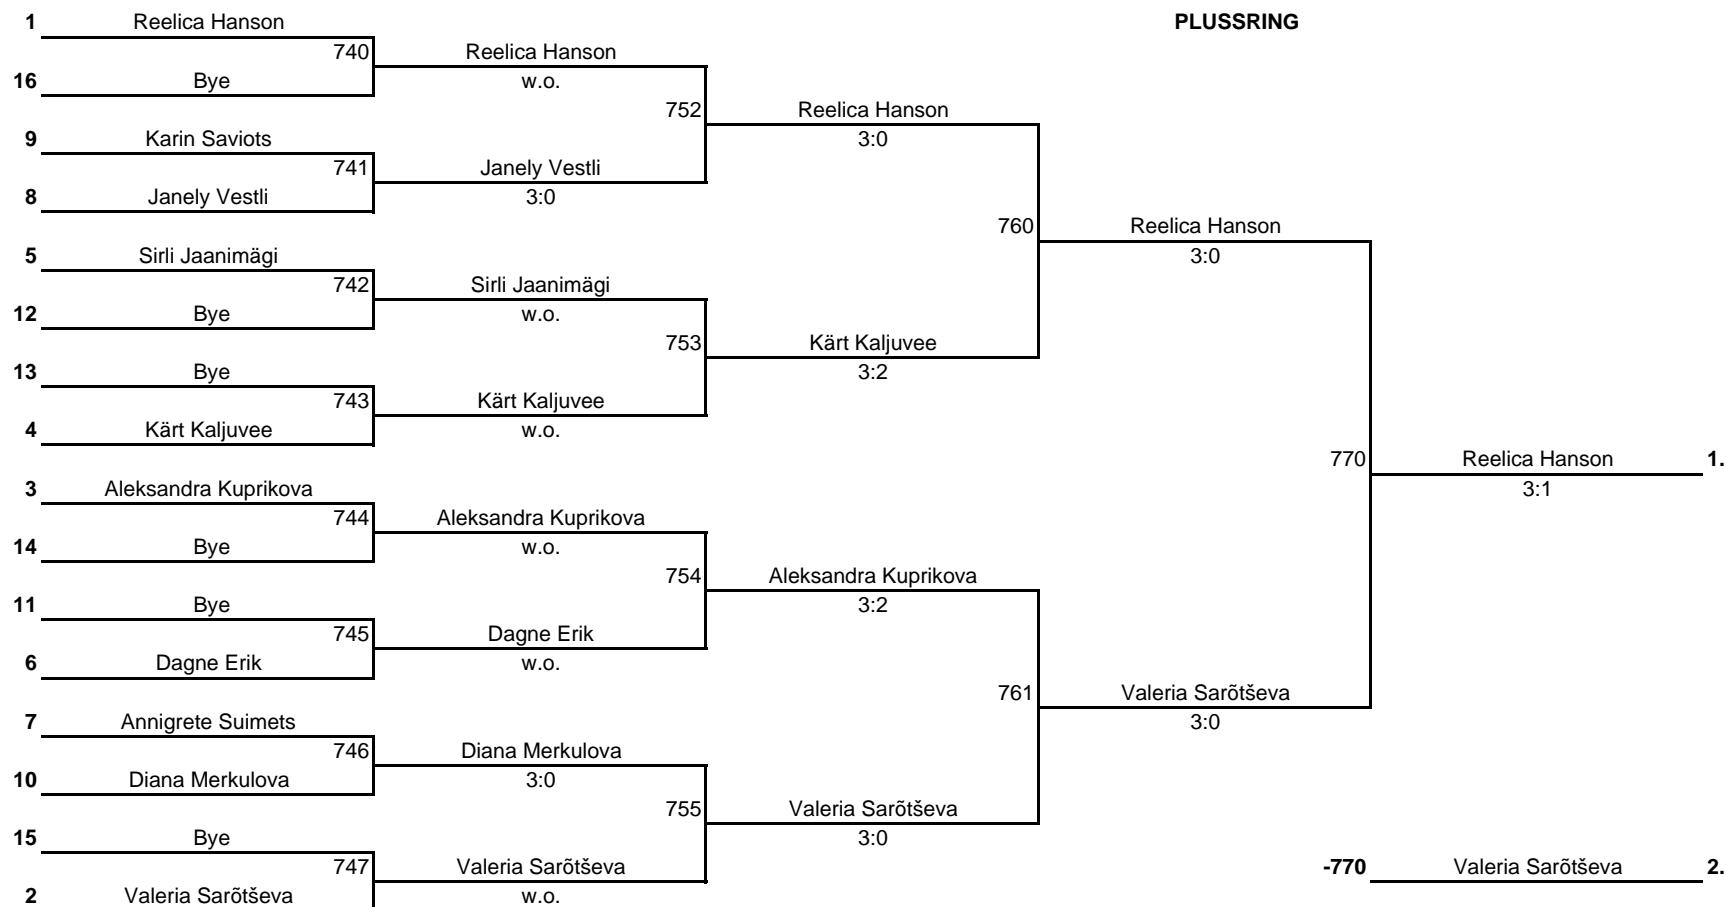 1 Reelica Hanson PLUSSRING
740 Reelica Hanson
16 Bye w.o.
752 Reelica Hanson
9 Karin Saviots 3:0
741 Janely Vestli
8 Janely Vestli 3:0
760 Reelica Hanson
5 Sirli Jaanimägi 3:0
742 Sirli Jaanimägi
12 Bye w.o.
753 Kärt Kaljuvee
13 Bye 3:2
743 Kärt Kaljuvee
4 Kärt Kaljuvee w.o.
770 Reelica Hanson 1.
3 Aleksandra Kuprikova 3:1
744 Aleksandra Kuprikova
14 Bye w.o.
754 Aleksandra Kuprikova
11 Bye 3:2
745 Dagne Erik
6 Dagne Erik w.o.
761 Valeria Sarõtševa
7 Annigrete Suimets 3:0
746 Diana Merkulova
10 Diana Merkulova 3:0
755 Valeria Sarõtševa
15 Bye 3:0
747 Valeria Sarõtševa -770 Valeria Sarõtševa 2.
2 Valeria Sarõtševa w.o.